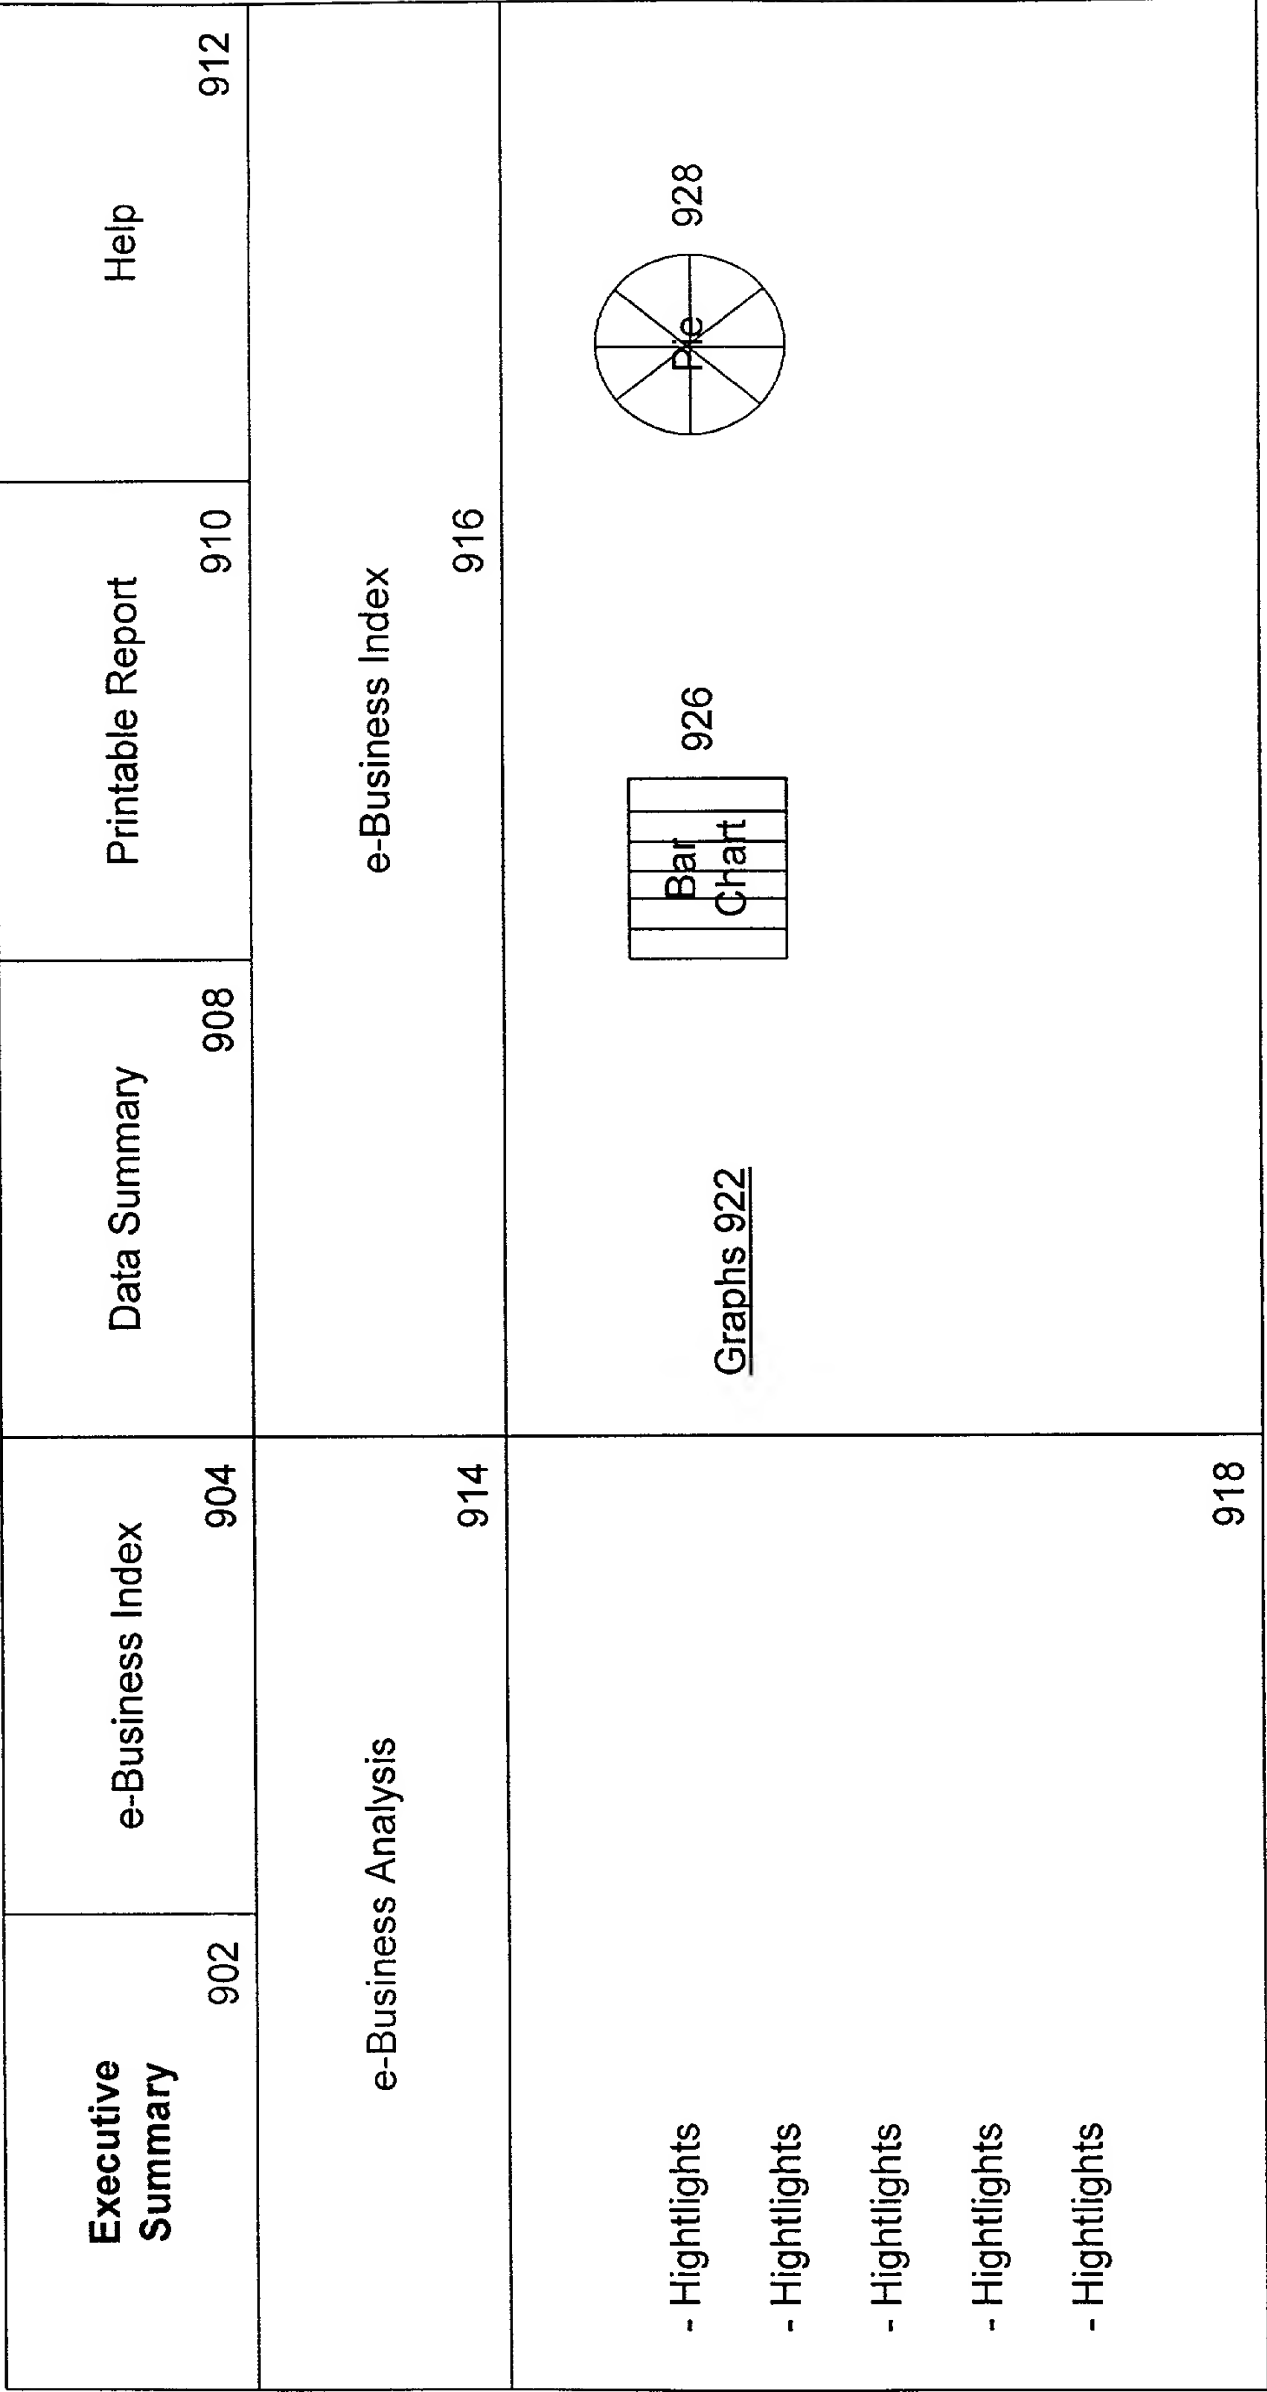 Executive
Summary
902
e-Business Index
904
Data Summary
908
Printable Report
910
Help
912
e-Business Analysis
914
e-Business Index
916
- Hightlights
- Hightlights
- Hightlights
- Hightlights
- Hightlights
918
Graphs 922
Bar
Chart
926
Pie
928